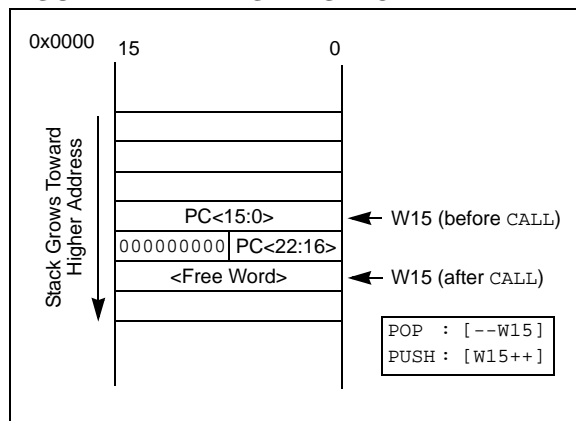 0x0000
15 0
Stack Grows Toward
Higher Address
PC<15:0>
W15 (before CALL)
000000000 PC<22:16>
<Free Word>
W15 (after CALL)
POP : [--W15]
PUSH : [W15++]